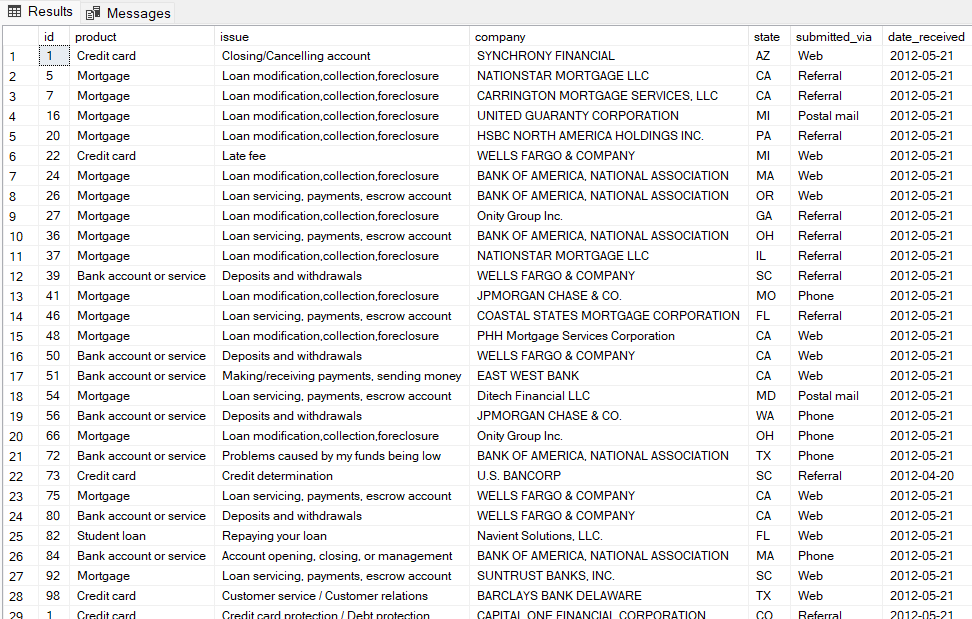 Results Messages
id product issue company state submitted_via date_received
1 1 Credit card Closing/Cancelling account SYNCHRONY FINANCIAL AZ Web 2012-05-21
2 5 Mortgage Loan modification,collection,foreclosure NATIONSTAR MORTGAGE LLC CA Referral 2012-05-21
3 7 Mortgage Loan modification,collection,foreclosure CARRINGTON MORTGAGE SERVICES, LLC CA Referral 2012-05-21
4 16 Mortgage Loan modification,collection,foreclosure UNITED GUARANTY CORPORATION MI Postal mail 2012-05-21
5 20 Mortgage Loan modification,collection,foreclosure HSBC NORTH AMERICA HOLDINGS INC. PA Referral 2012-05-21
6 22 Credit card Late fee WELLS FARGO & COMPANY MI Web 2012-05-21
7 24 Mortgage Loan modification,collection,foreclosure BANK OF AMERICA, NATIONAL ASSOCIATION MA Web 2012-05-21
8 26 Mortgage Loan servicing, payments, escrow account BANK OF AMERICA, NATIONAL ASSOCIATION OR Web 2012-05-21
9 27 Mortgage Loan modification,collection,foreclosure Onity Group Inc. GA Referral 2012-05-21
10 36 Mortgage Loan servicing, payments, escrow account BANK OF AMERICA, NATIONAL ASSOCIATION OH Referral 2012-05-21
11 37 Mortgage Loan modification,collection,foreclosure NATIONSTAR MORTGAGE LLC IL Referral 2012-05-21
12 39 Bank account or service Deposits and withdrawals WELLS FARGO & COMPANY SC Referral 2012-05-21
13 41 Mortgage Loan modification,collection,foreclosure JPMORGAN CHASE & CO. MO Phone 2012-05-21
14 46 Mortgage Loan servicing, payments, escrow account COASTAL STATES MORTGAGE CORPORATION FL Referral 2012-05-21
15 48 Mortgage Loan modification,collection,foreclosure PHH Mortgage Services Corporation CA Web 2012-05-21
16 50 Bank account or service Deposits and withdrawals WELLS FARGO & COMPANY CA Web 2012-05-21
17 51 Bank account or service Making/receiving payments, sending money EAST WEST BANK CA Web 2012-05-21
18 54 Mortgage Loan servicing, payments, escrow account Ditech Financial LLC MD Postal mail 2012-05-21
19 56 Bank account or service Deposits and withdrawals JPMORGAN CHASE & CO. WA Phone 2012-05-21
20 66 Mortgage Loan modification,collection,foreclosure Onity Group Inc. OH Phone 2012-05-21
21 72 Bank account or service Problems caused by my funds being low BANK OF AMERICA, NATIONAL ASSOCIATION TX Phone 2012-05-21
22 73 Credit card Credit determination U.S. BANCORP SC Referral 2012-04-20
23 75 Mortgage Loan servicing, payments, escrow account WELLS FARGO & COMPANY CA Web 2012-05-21
24 80 Bank account or service Deposits and withdrawals WELLS FARGO & COMPANY CA Web 2012-05-21
25 82 Student loan Repaying your loan Navient Solutions, LLC. FL Web 2012-05-21
26 84 Bank account or service Account opening, closing, or management BANK OF AMERICA, NATIONAL ASSOCIATION MA Phone 2012-05-21
27 92 Mortgage Loan servicing, payments, escrow account SUNTRUST BANKS, INC. SC Web 2012-05-21
28 98 Credit card Customer service / Customer relations BARCLAYS BANK DELAWARE TX Web 2012-05-21
29 1 Credit card Credit card protection / Debt protection CAPITAL ONE FINANCIAL CORPORATION CO Referral 2012-05-21